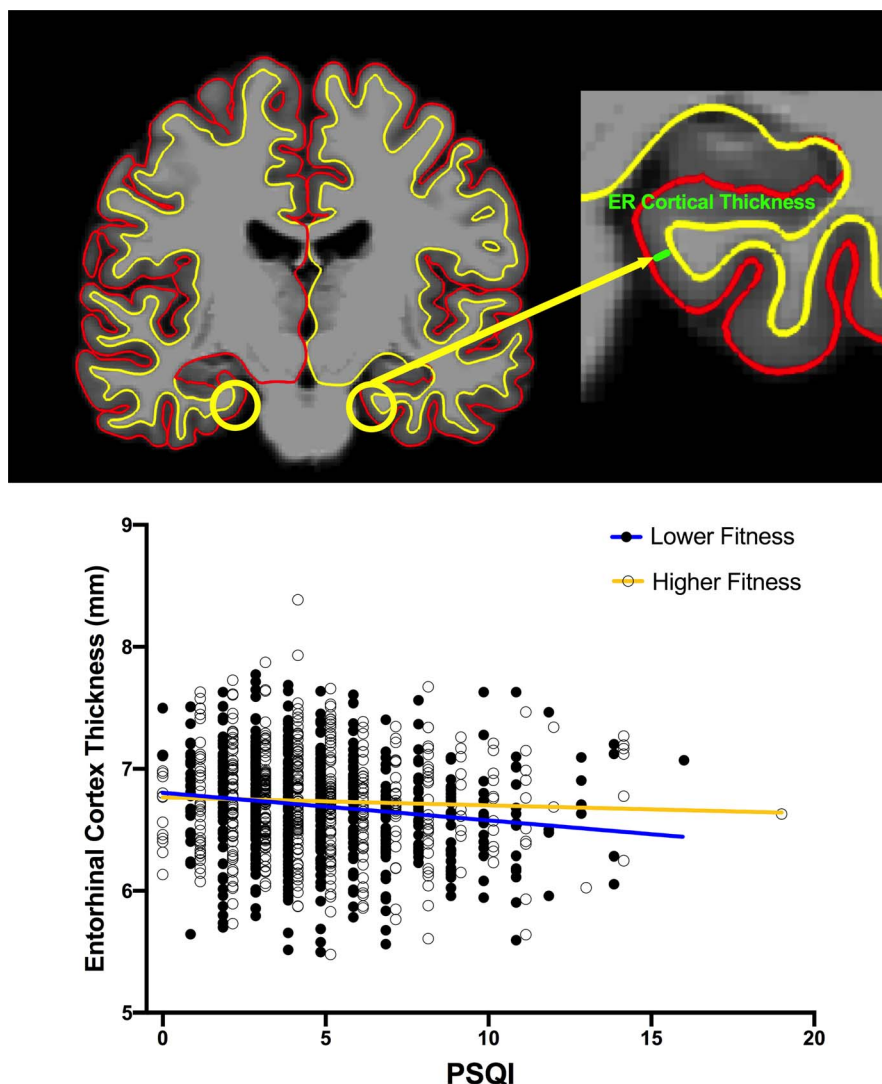 ER Cortical Thickness
Lower Fitness
Higher Fitness
Entorhinal Cortex Thickness (mm)
9
8
7
6
5
0
5
10
15
20
PSQI